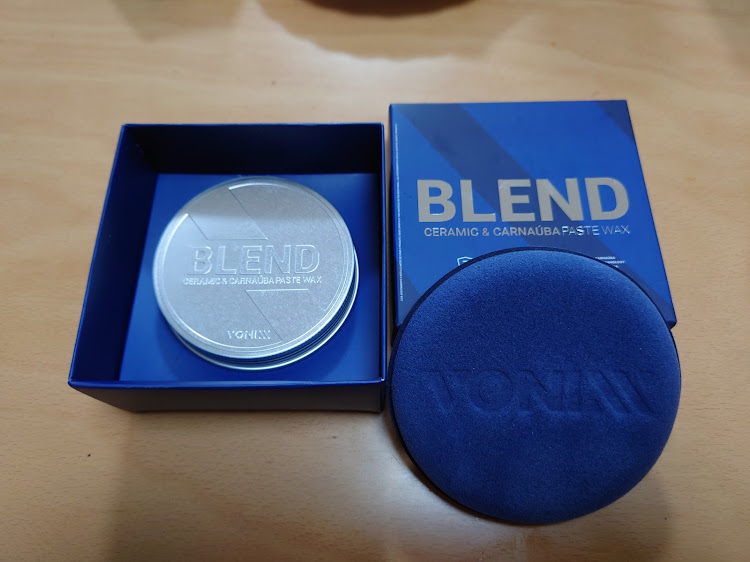 BLEND
CERAMIC & CARNAÚBA PASTE WAX
VONIXX
BLEND
CERAMIC & CARNAÚBA PASTE WAX
VONIXX